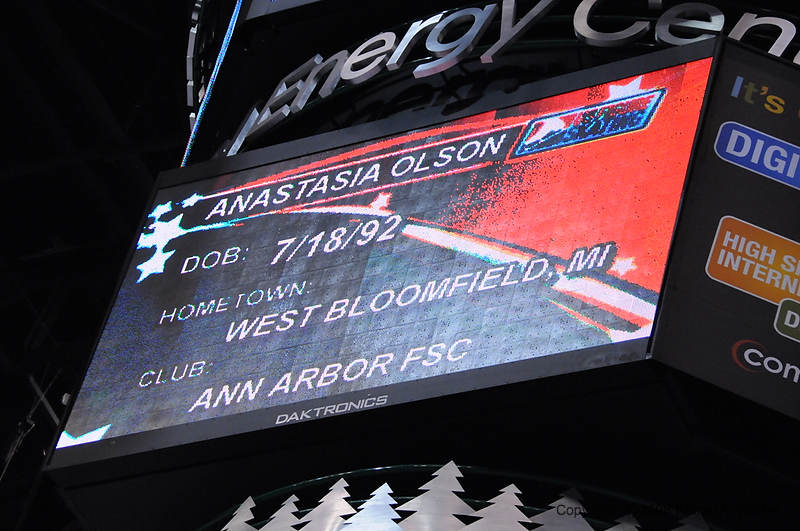 Energy Cen
ANASTASIA OLSON
DOB: 7/18/92
HOMETOWN:
WEST BLOOMFIELD, MI
CLUB:
ANN ARBOR FSC
DAKTRONICS
It's
DIGI
HIGH S
INTERN
D
com